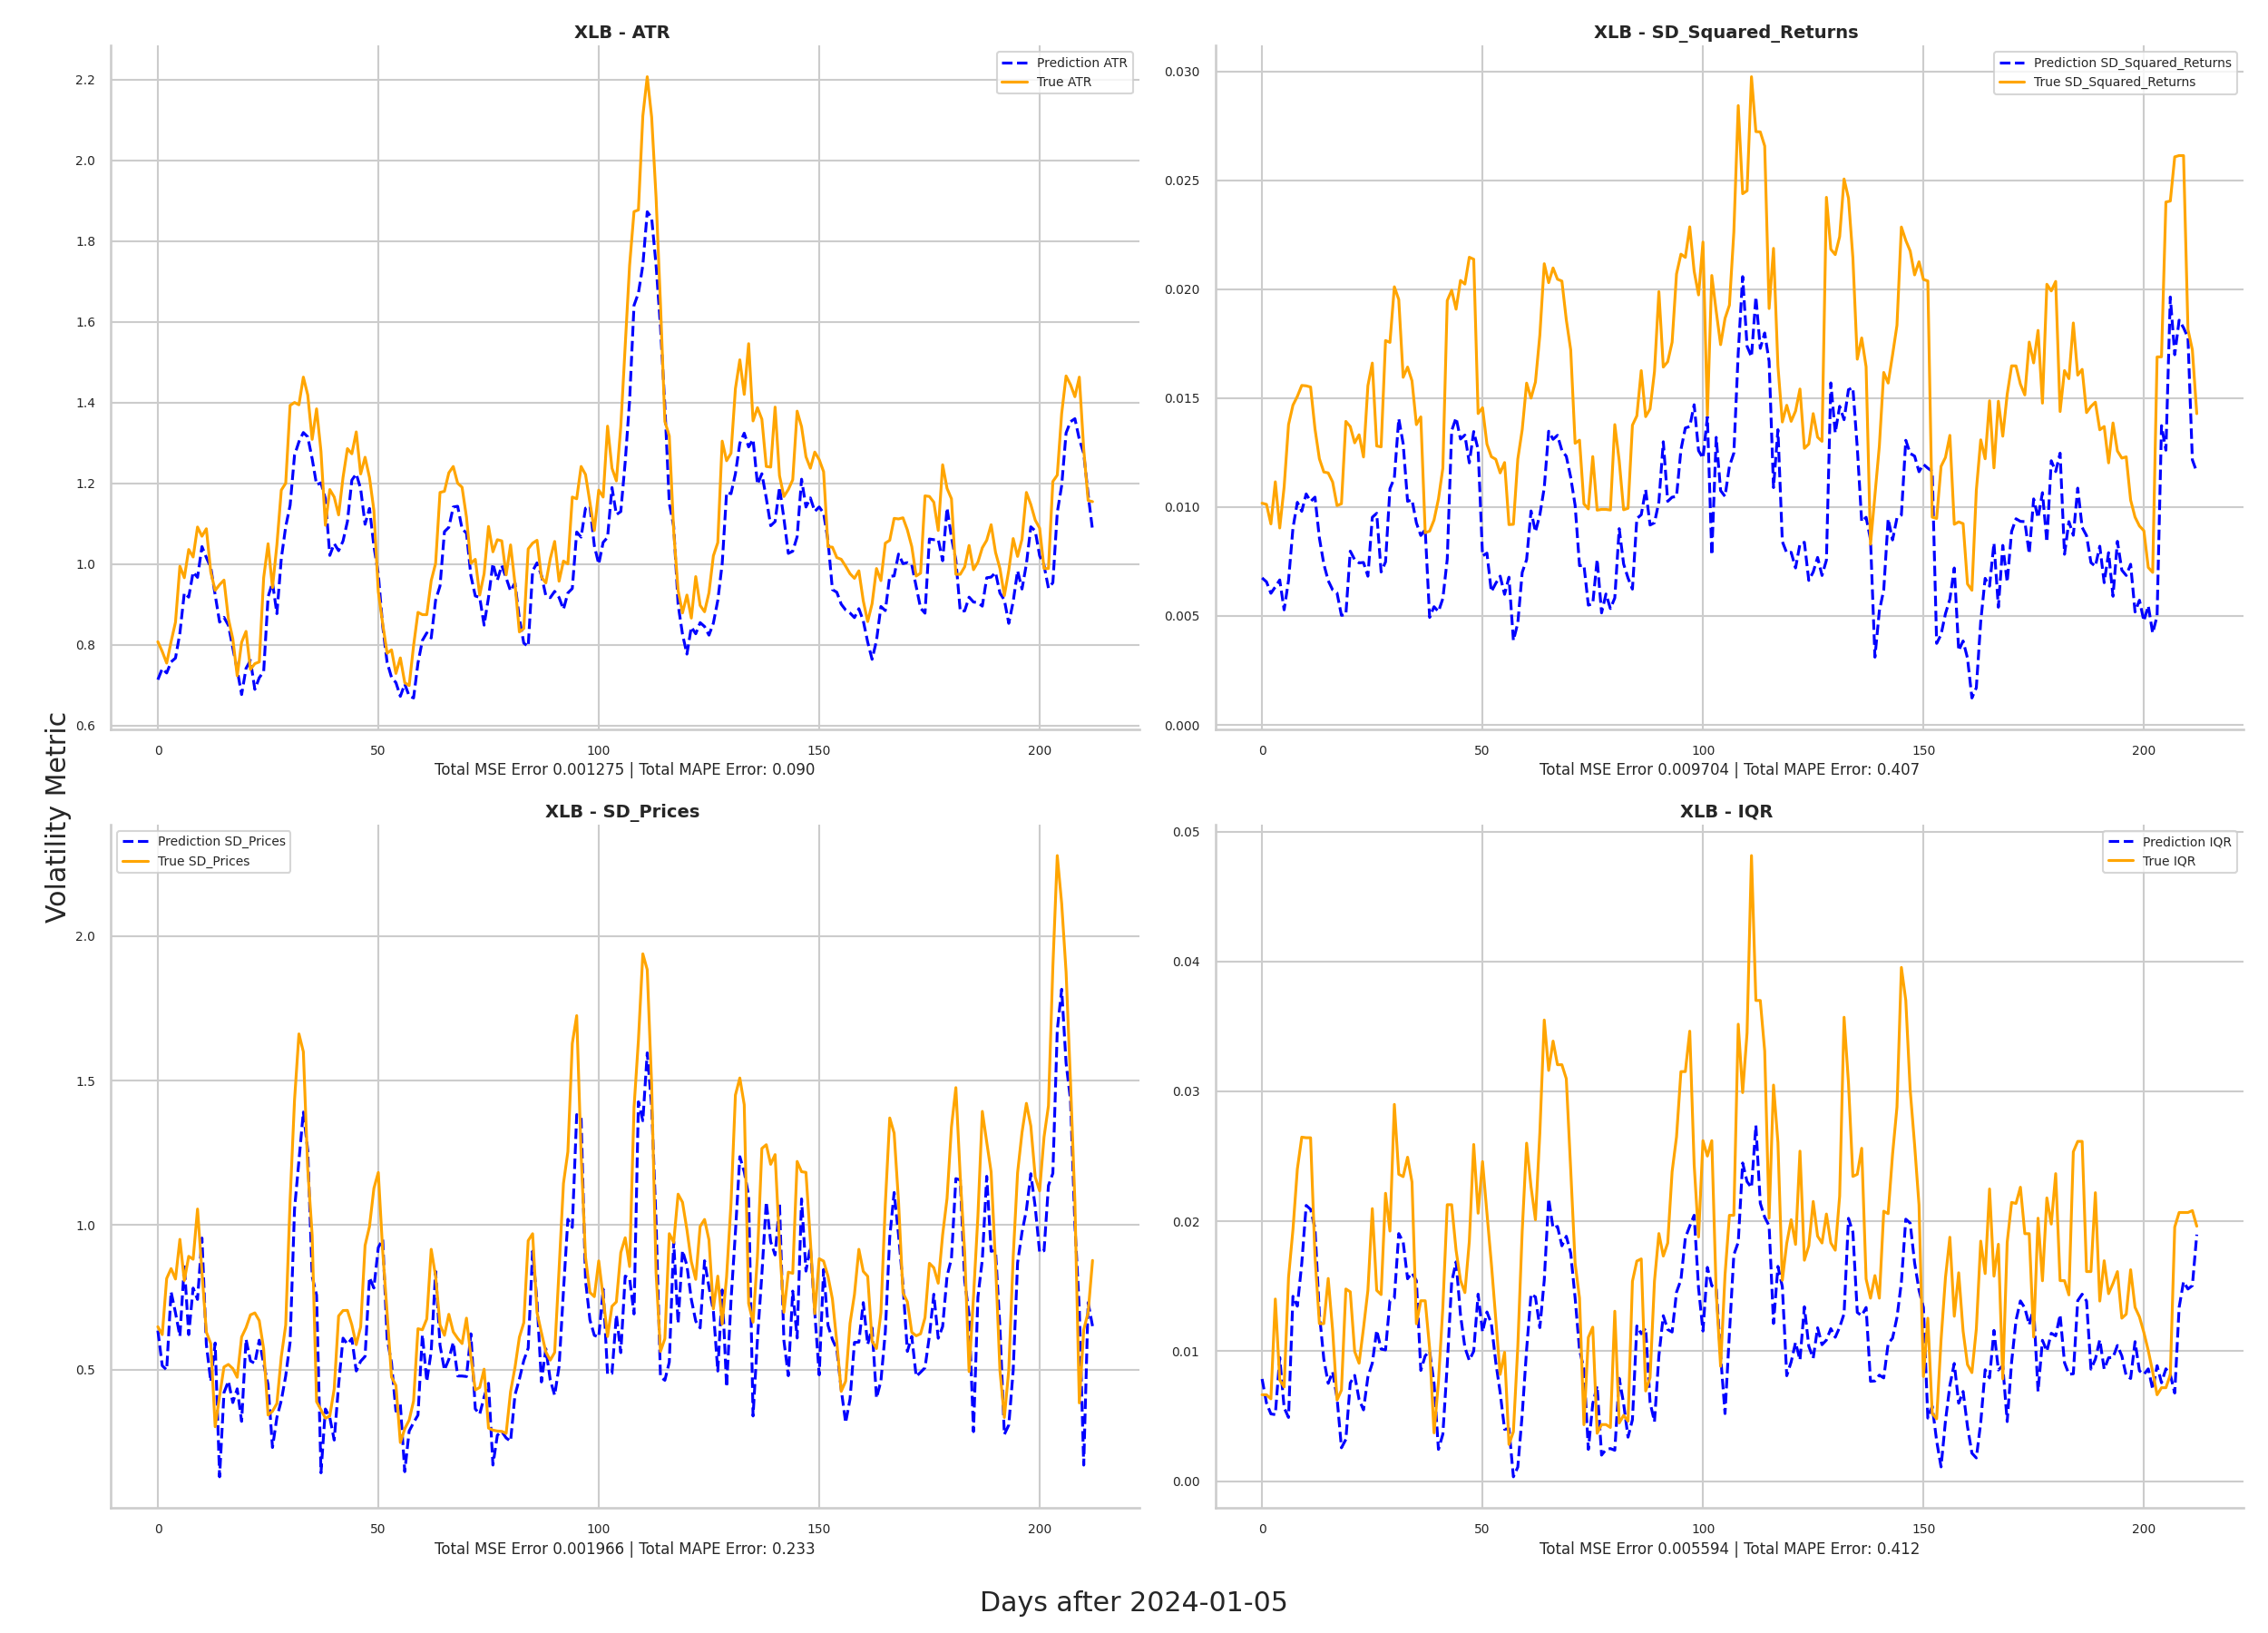 Volatility Metric
XLB - ATR
2.2
2.0
1.8
1.6
1.4
1.2
1.0
0.8
0.6
Prediction ATR
True ATR
0 50 100 150 200
Total MSE Error 0.001275 | Total MAPE Error: 0.090
XLB - SD_Squared_Returns
0.030
0.025
0.020
0.015
0.010
0.005
0.000
Prediction SD_Squared_Returns
True SD_Squared_Returns
0 50 100 150 200
Total MSE Error 0.009704 | Total MAPE Error: 0.407
XLB - SD_Prices
2.0
1.5
1.0
0.5
Prediction SD_Prices
True SD_Prices
0 50 100 150 200
Total MSE Error 0.001966 | Total MAPE Error: 0.233
XLB - IQR
0.05
0.04
0.03
0.02
0.01
0.00
Prediction IQR
True IQR
0 50 100 150 200
Total MSE Error 0.005594 | Total MAPE Error: 0.412
Days after 2024-01-05